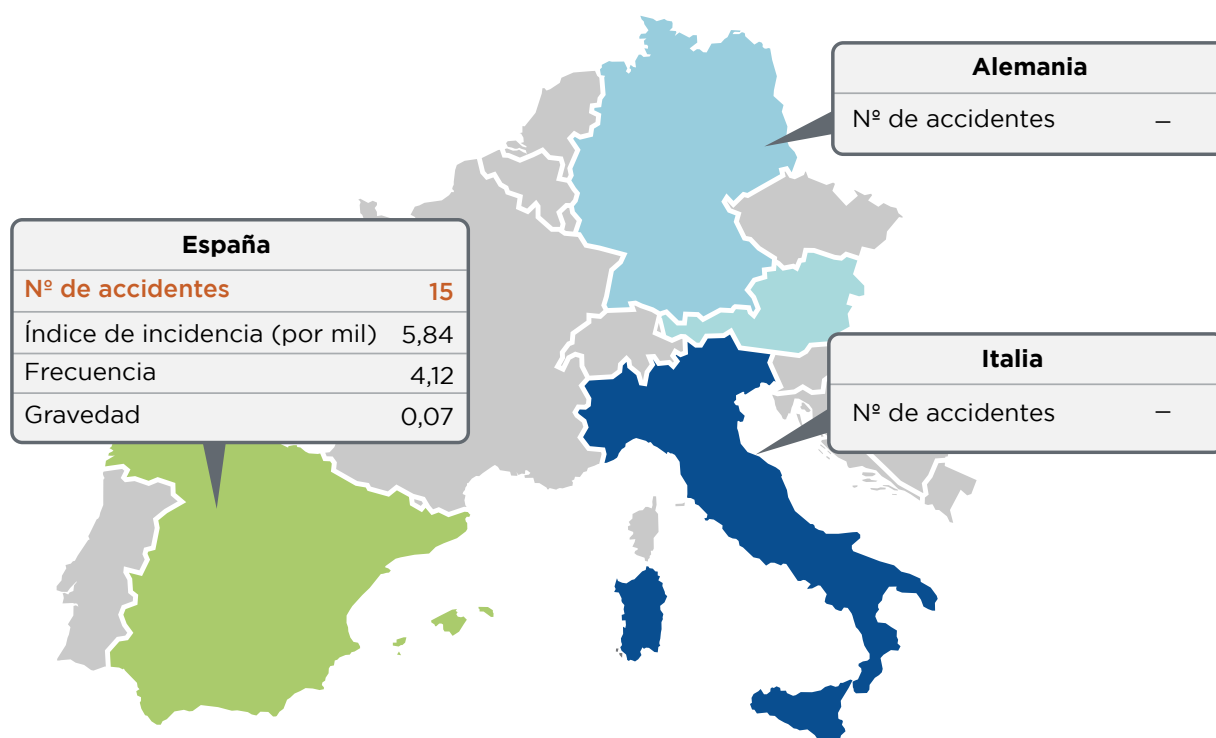 Alemania
Nº de accidentes –
España
Nº de accidentes 15
Índice de incidencia (por mil) 5,84
Frecuencia 4,12
Gravedad 0,07
Italia
Nº de accidentes –